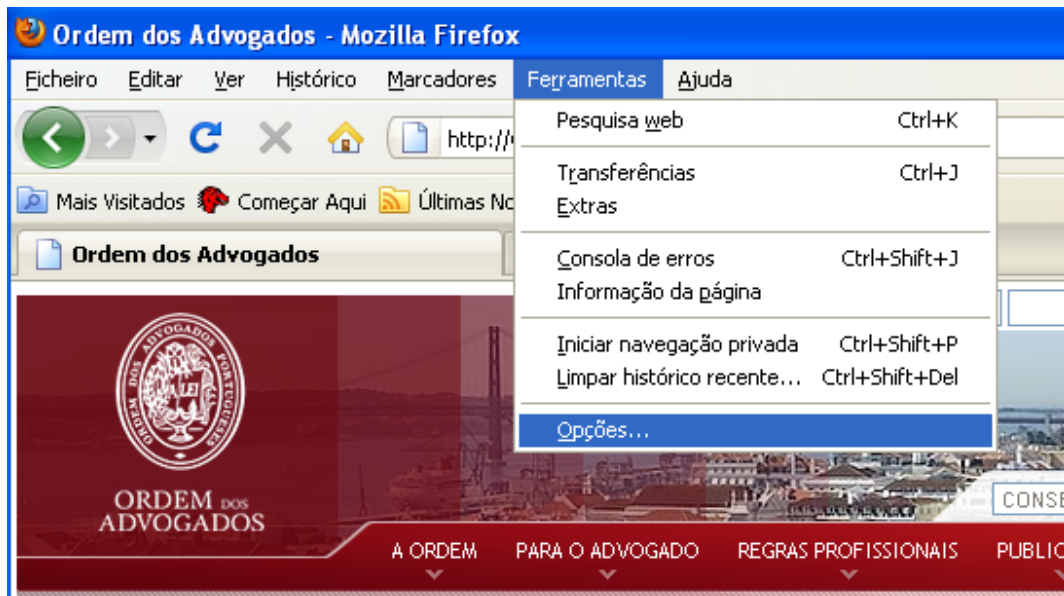 Ordem dos Advogados - Mozilla Firefox
Ficheiro Editar Ver Histórico Marcadores Ferramentas Ajuda
Pesquisa web Ctrl+K
http://
Transferências Ctrl+J
Mais Visitados Começar Aqui Últimas No
Extras
Ordem dos Advogados
Consola de erros Ctrl+Shift+J
Informação da página
Iniciar navegação privada Ctrl+Shift+P
Limpar histórico recente... Ctrl+Shift+Del
Opções...
ORDEM DOS ADVOGADOS PORTUGUESES
LEI
ORDEM DOS
ADVOGADOS
CONSE
A ORDEM PARA O ADVOGADO REGRAS PROFISSIONAIS PUBLIC